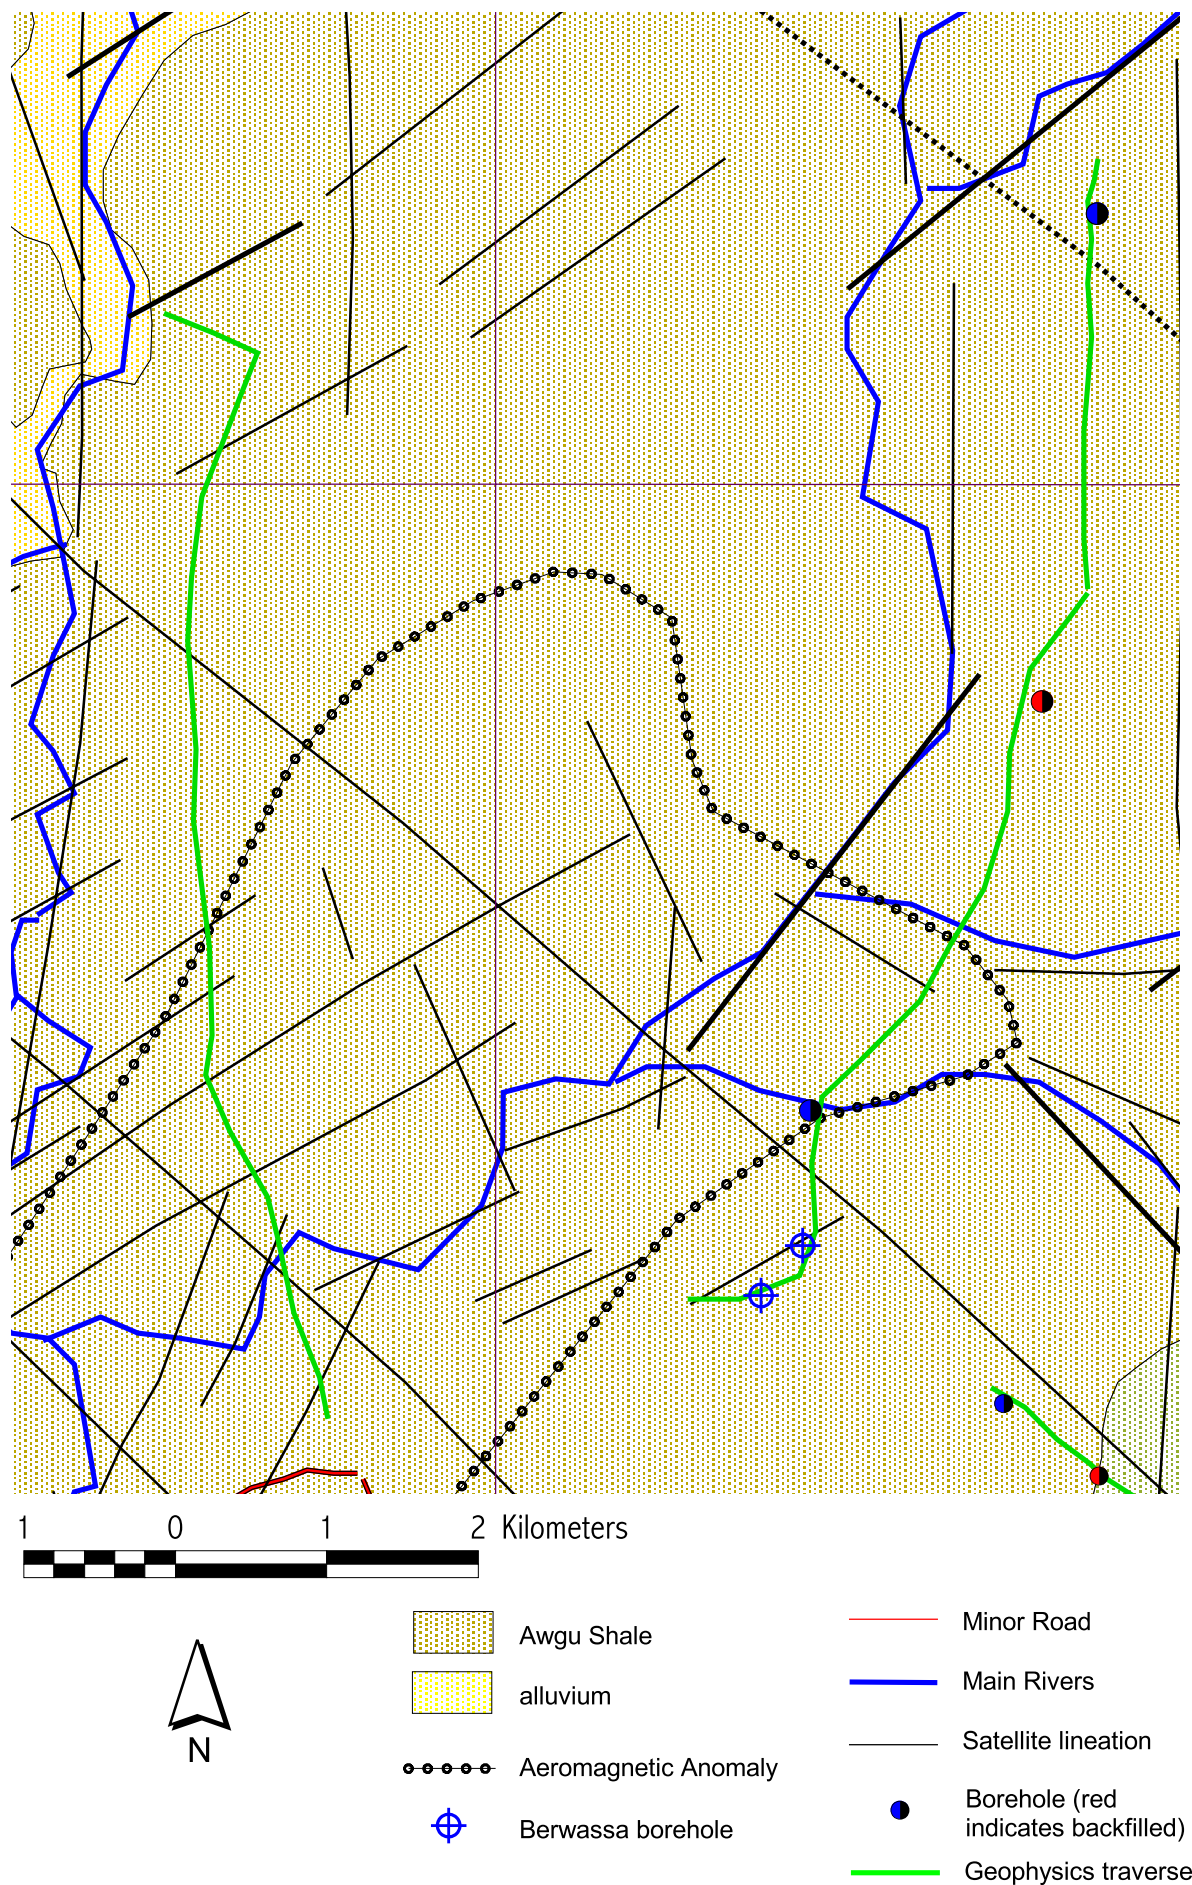 1 0 1 2 Kilometers
N
Awgu Shale
alluvium
Aeromagnetic Anomaly
Berwassa borehole
Minor Road
Main Rivers
Satellite lineation
Borehole (red
indicates backfilled)
Geophysics traverse